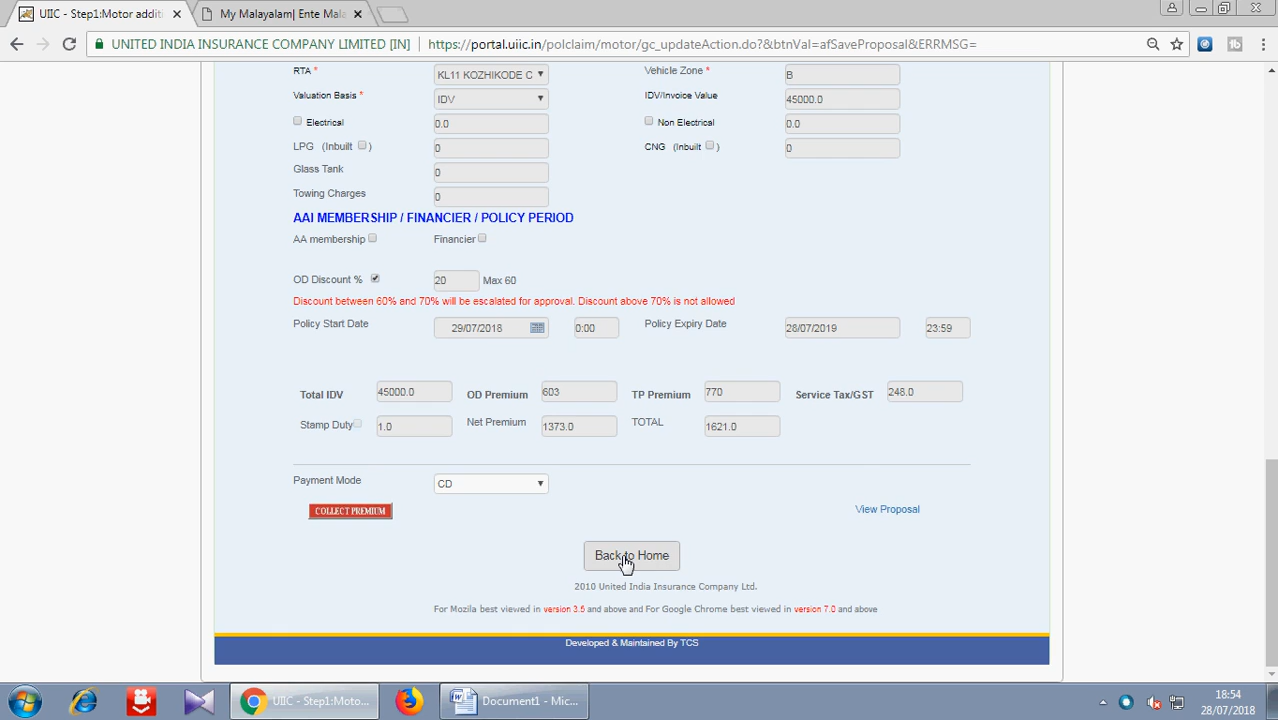 UIIC - Step1:Motor additi
My Malayalam| Ente Mala
UNITED INDIA INSURANCE COMPANY LIMITED [IN] https://portal.uiic.in/polclaim/motor/gc_updateAction.do?&btnVal=afSaveProposal&ERRMSG=
RTA * KL11 KOZHIKODE C Vehicle Zone * B
Valuation Basis * IDV IDV/Invoice Value 45000.0
Electrical 0.0 Non Electrical 0.0
LPG (Inbuilt ) 0 CNG (Inbuilt ) 0
Glass Tank 0
Towing Charges 0
AAI MEMBERSHIP / FINANCIER / POLICY PERIOD
AA membership Financier
OD Discount % 20 Max 60
Discount between 60% and 70% will be escalated for approval. Discount above 70% is not allowed
Policy Start Date 29/07/2018 0:00 Policy Expiry Date 28/07/2019 23:59
Total IDV 45000.0 OD Premium 603 TP Premium 770 Service Tax/GST 248.0
Stamp Duty 1.0 Net Premium 1373.0 TOTAL 1621.0
Payment Mode CD
COLLECT PREMIUM View Proposal
Back to Home
2010 United India Insurance Company Ltd.
For Mozila best viewed in version 3.5 and above and For Google Chrome best viewed in version 7.0 and above
Developed & Maintained By TCS
UIIC - Step1:Moto... Document1 - Mic... 18:54
28/07/2018